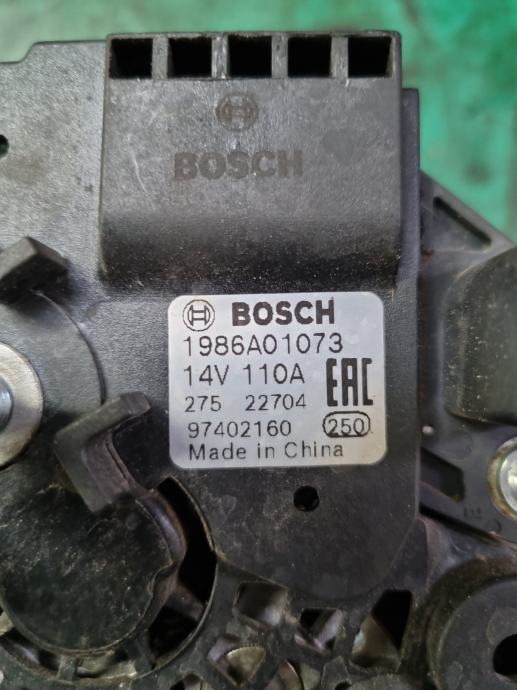 BOSCH
BOSCH
1986A01073
14V 110A
EAC
275 22704
97402160 250
Made in China